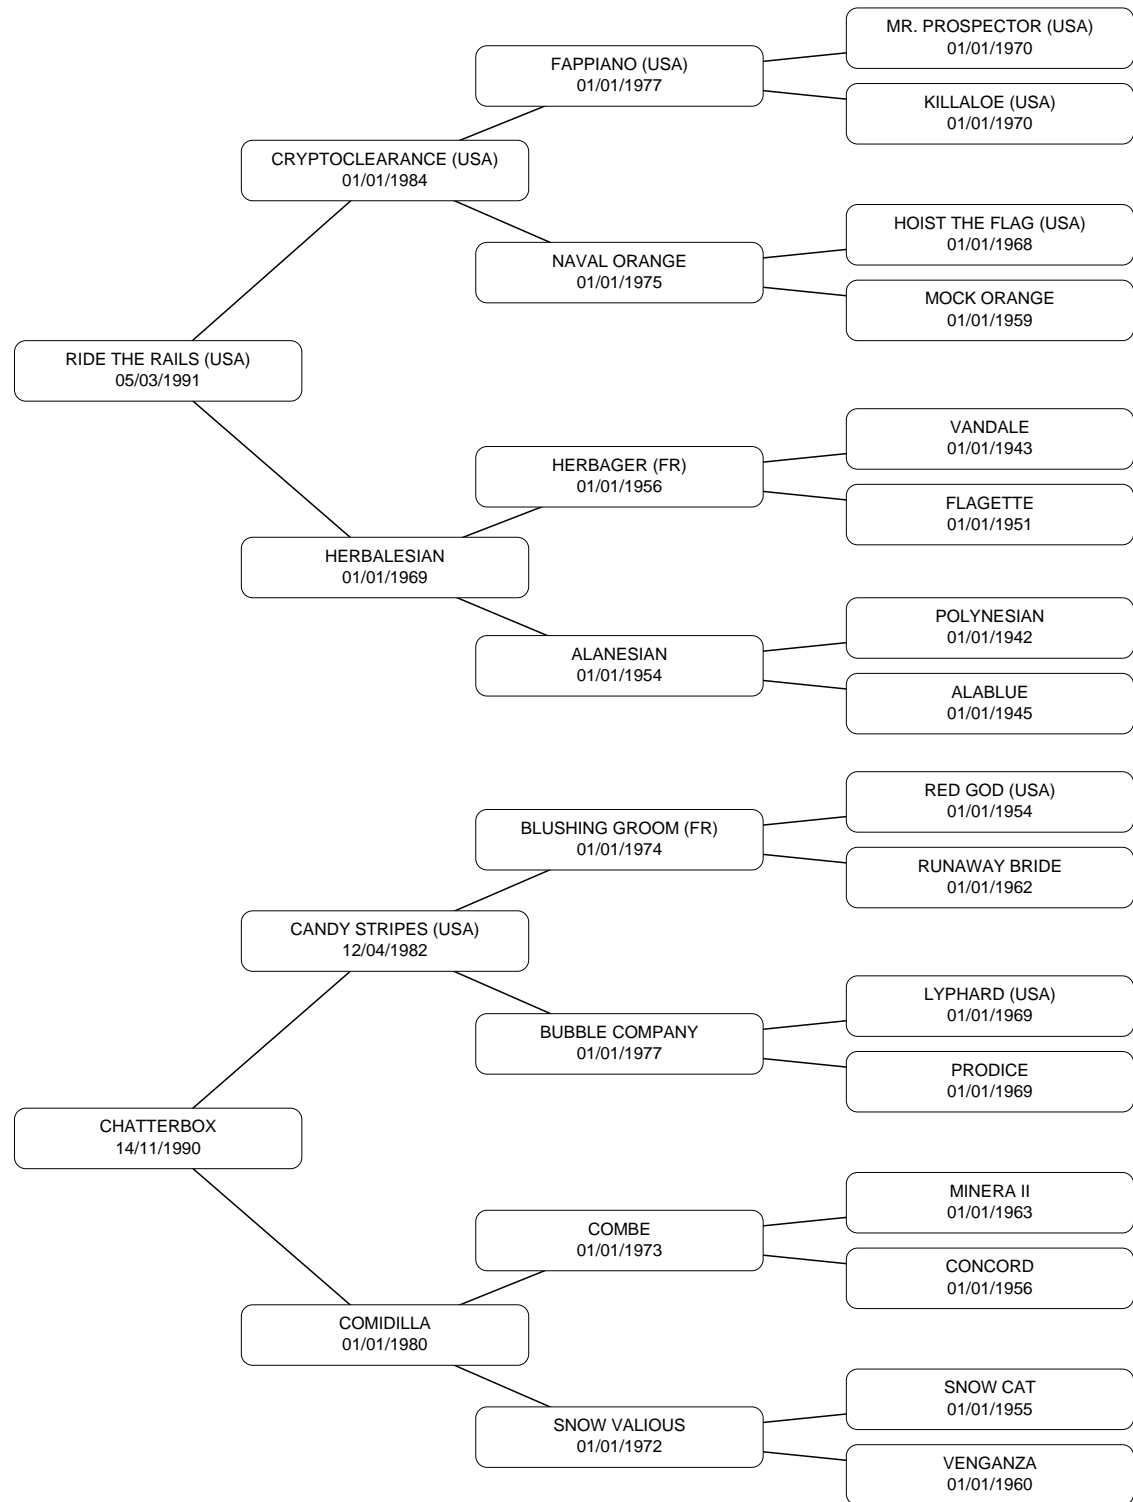 MR. PROSPECTOR (USA)
01/01/1970
FAPPIANO (USA)
01/01/1977
KILLALOE (USA)
01/01/1970
CRYPTOCLEARANCE (USA)
01/01/1984
HOIST THE FLAG (USA)
01/01/1968
NAVAL ORANGE
01/01/1975
MOCK ORANGE
01/01/1959
RIDE THE RAILS (USA)
05/03/1991
VANDALE
01/01/1943
HERBAGER (FR)
01/01/1956
FLAGETTE
01/01/1951
HERBALESIAN
01/01/1969
POLYNESIAN
01/01/1942
ALANESIAN
01/01/1954
ALABLUE
01/01/1945
RED GOD (USA)
01/01/1954
BLUSHING GROOM (FR)
01/01/1974
RUNAWAY BRIDE
01/01/1962
CANDY STRIPES (USA)
12/04/1982
LYPHARD (USA)
01/01/1969
BUBBLE COMPANY
01/01/1977
PRODICE
01/01/1969
CHATTERBOX
14/11/1990
MINERA II
01/01/1963
COMBE
01/01/1973
CONCORD
01/01/1956
COMIDILLA
01/01/1980
SNOW CAT
01/01/1955
SNOW VALIOUS
01/01/1972
VENGANZA
01/01/1960